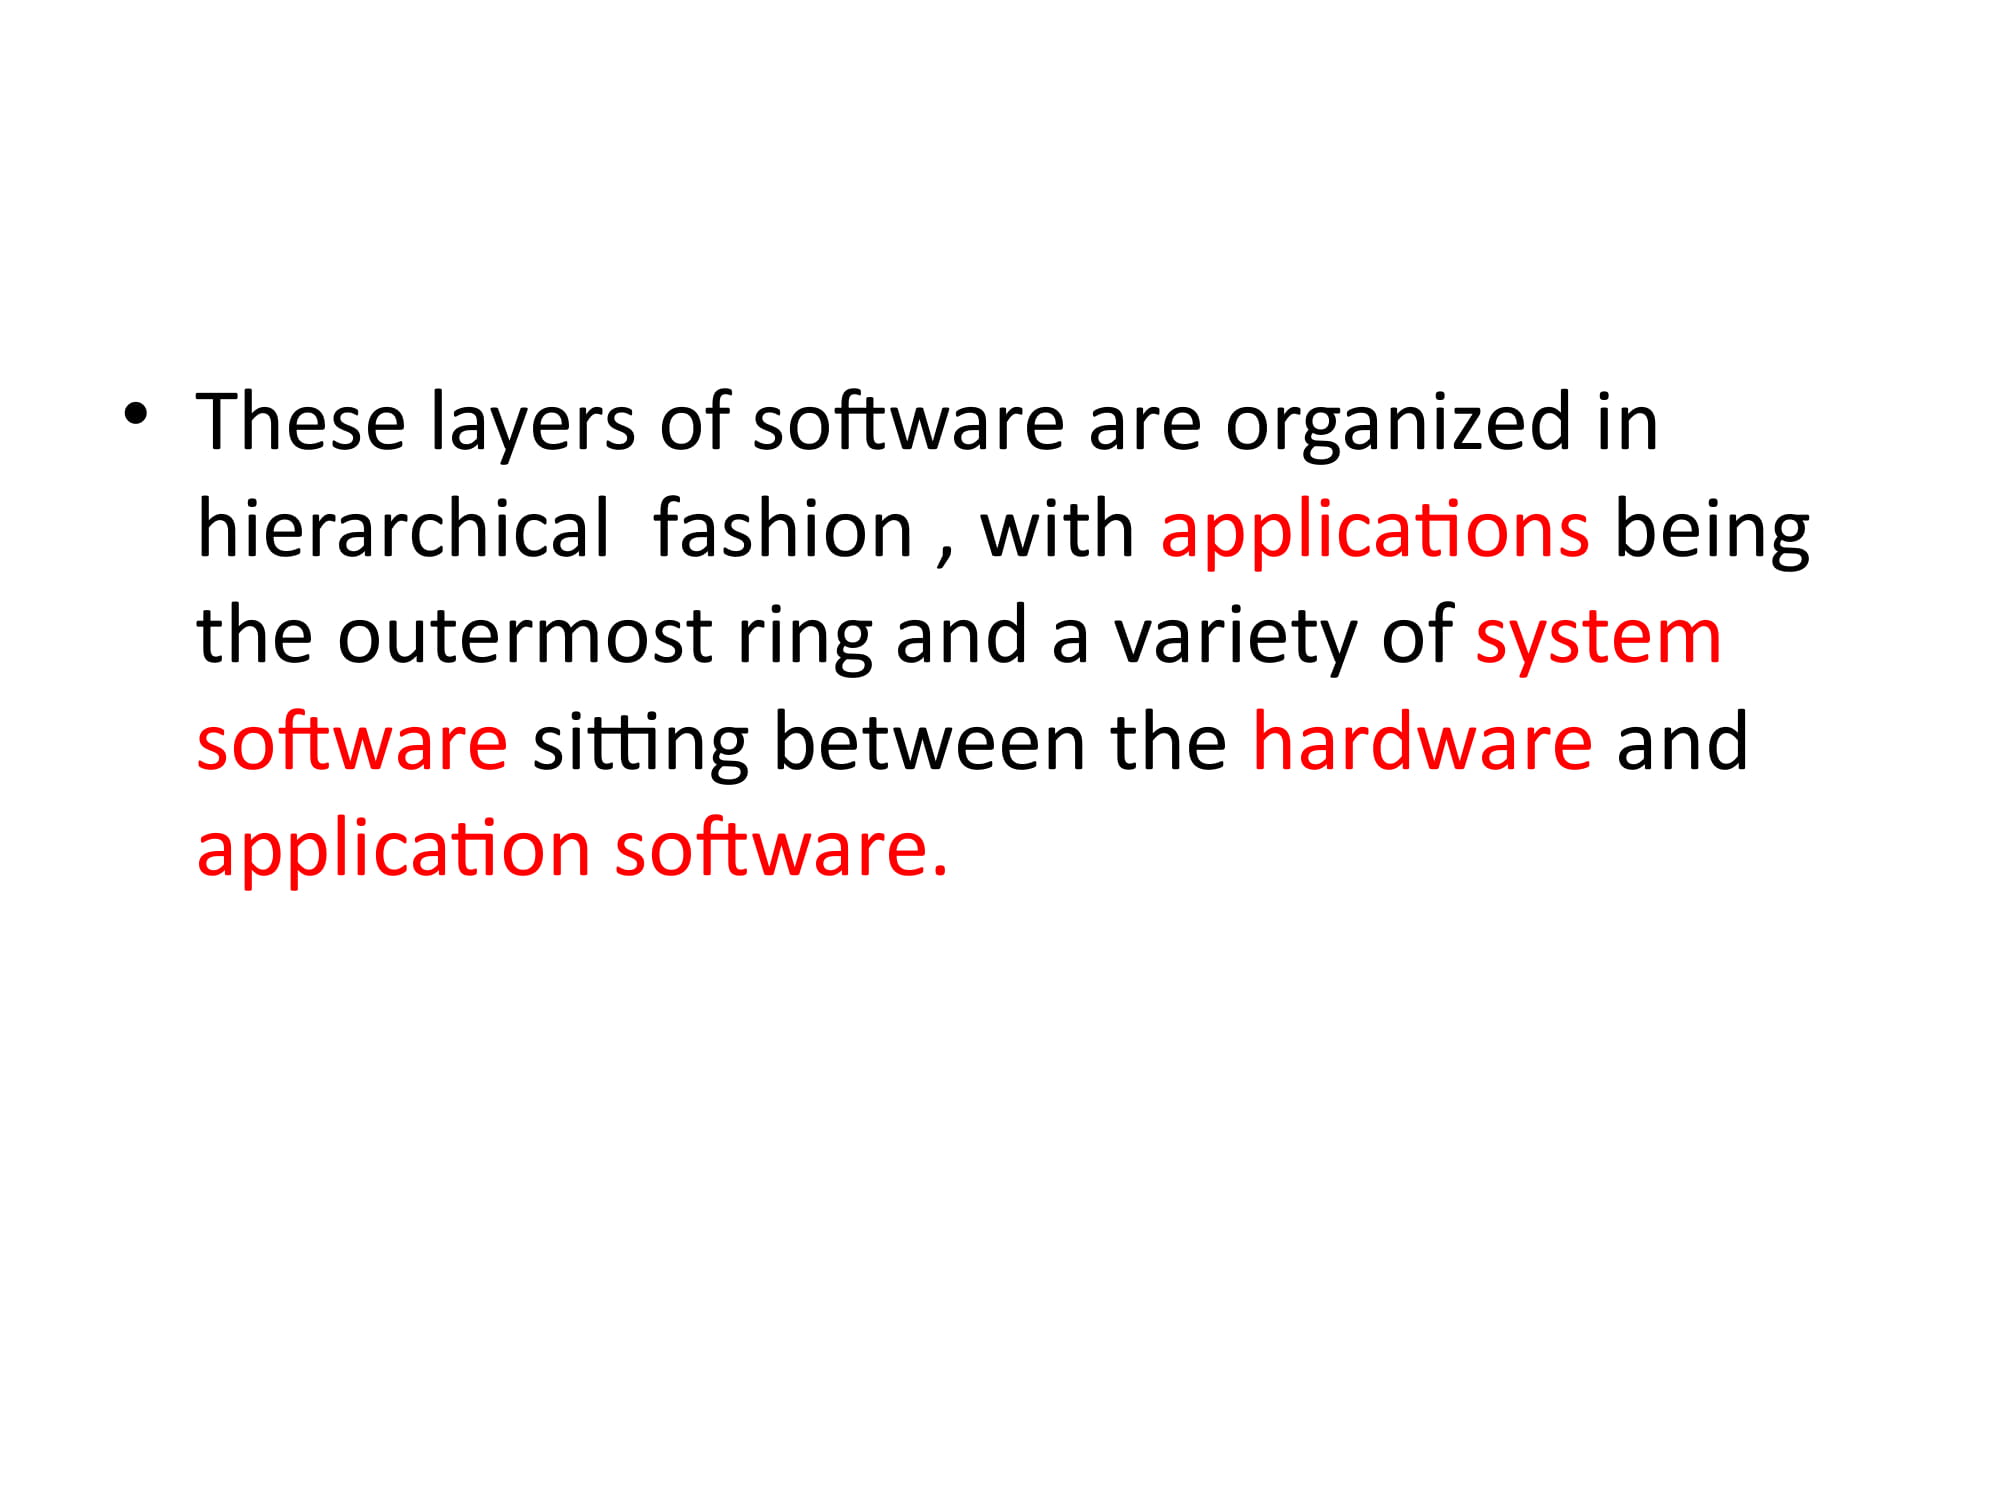 • These layers of software are organized in
hierarchical  fashion , with applications being
the outermost ring and a variety of system
software sitting between the hardware and
application software.